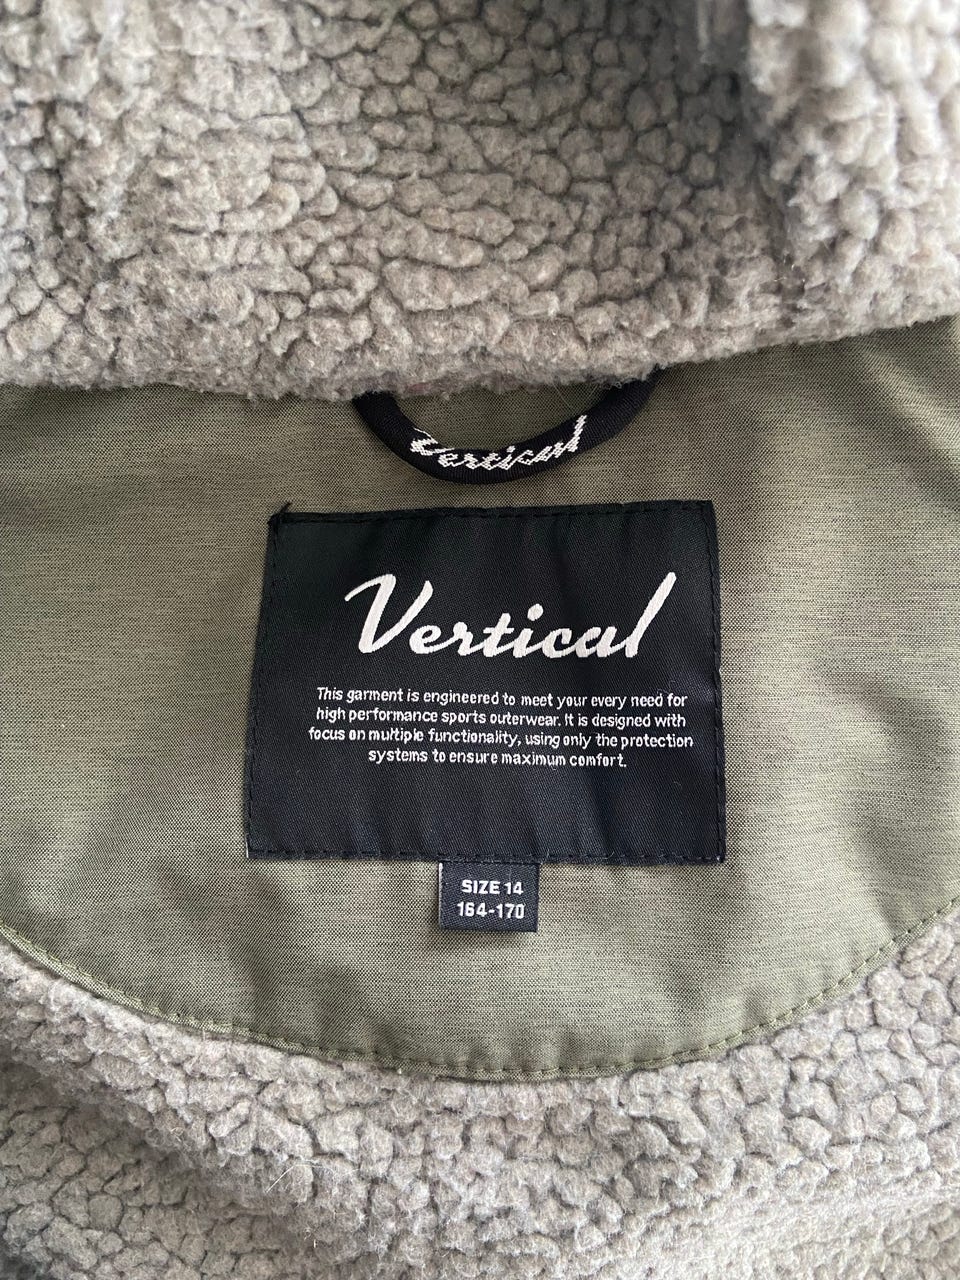 Vertical
Vertical
This garment is engineered to meet your every need for
high performance sports outerwear. It is designed with
focus on multiple functionality, using only the protection
systems to ensure maximum comfort.
SIZE 14
164-170